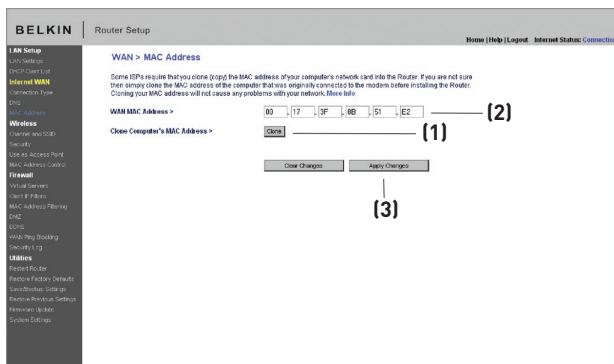 BELKIN
Router Setup
Home | Help | Logout Internet Status: Connection
LAN Setup
LAN Settings
DHCP Client List
Internet WAN
Connection Type
DNS
MAC Address
Wireless
Channel and SSID
Security
Use as Access Point
MAC Address Control
Firewall
Virtual Servers
Client IP Filters
MAC Address Filtering
DMZ
DDNS
WAN Ping Blocking
Security Log
Utilities
Restart Router
Restore Factory Defaults
Save/Backup Settings
Restore Previous Settings
Firmware Update
System Settings
WAN > MAC Address
Some ISPs require that you clone (copy) the MAC address of your computer's network card into the Router. If you are not sure
then simply clone the MAC address of the computer that was originally connected to the modem before installing the Router.
Cloning your MAC address will not cause any problems with your network. More Info
WAN MAC Address > 00 . 17 . 3F . 8B . 51 . E2 (2)
Clone Computer's MAC Address > Clone (1)
Clear Changes Apply Changes
(3)